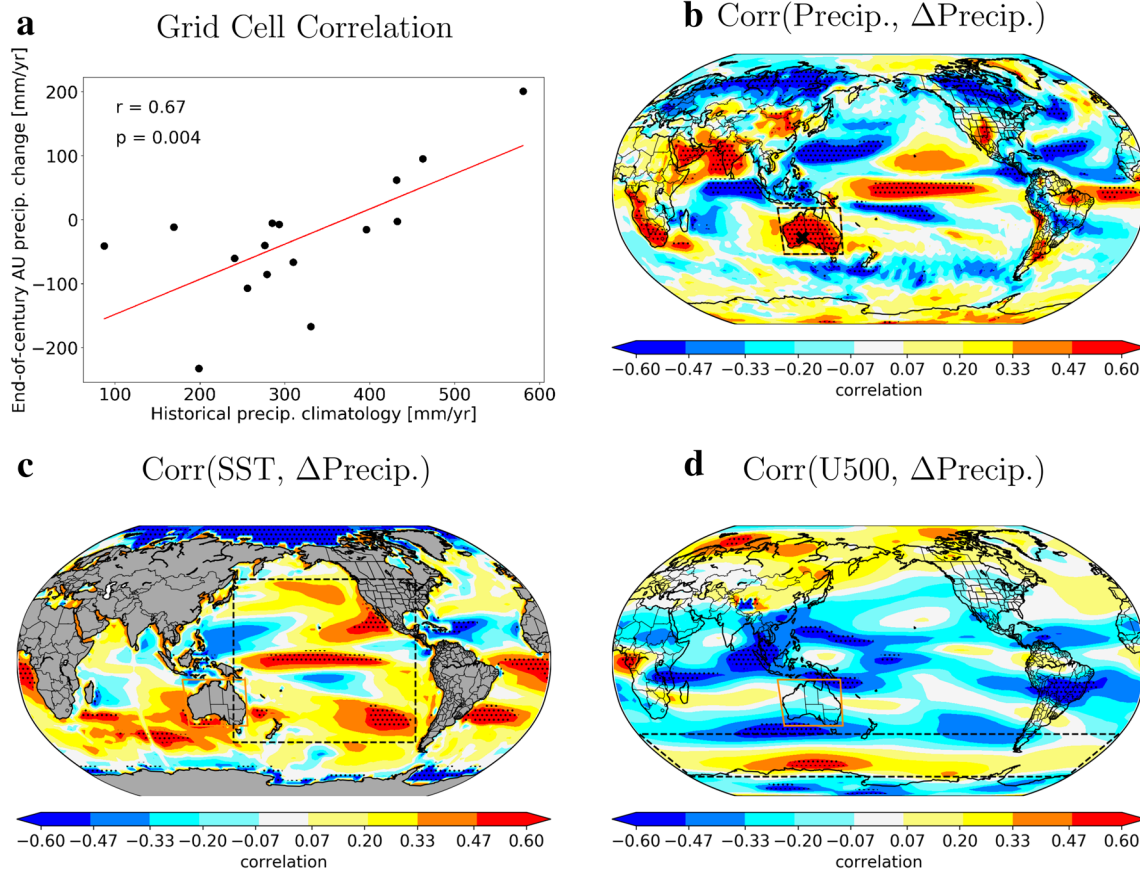 a
Grid Cell Correlation
End-of-century AU precip. change [mm/yr]
200
100
0
−100
−200
r = 0.67
p = 0.004
100 200 300 400 500 600
Historical precip. climatology [mm/yr]
b Corr(Precip., ΔPrecip.)
−0.60 −0.47 −0.33 −0.20 −0.07 0.07 0.20 0.33 0.47 0.60
correlation
c
Corr(SST, ΔPrecip.)
−0.60 −0.47 −0.33 −0.20 −0.07 0.07 0.20 0.33 0.47 0.60
correlation
d Corr(U500, ΔPrecip.)
−0.60 −0.47 −0.33 −0.20 −0.07 0.07 0.20 0.33 0.47 0.60
correlation